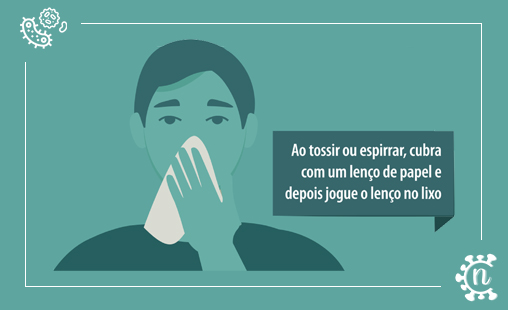 Ao tossir ou espirrar, cubra
com um lenço de papel e
depois jogue o lenço no lixo
n